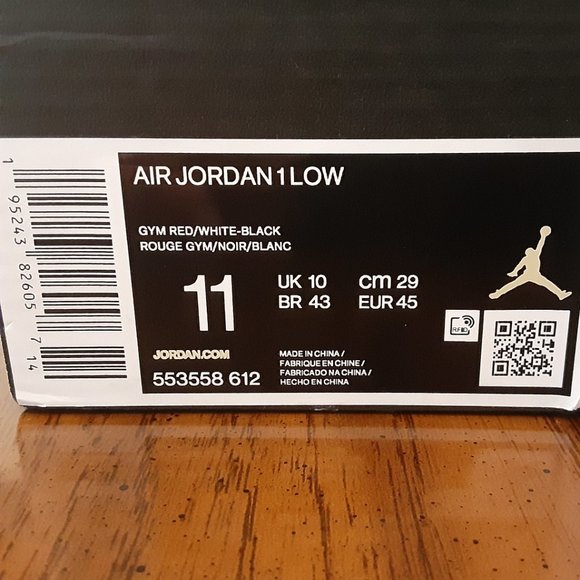 AIR JORDAN 1 LOW
GYM RED/WHITE-BLACK
ROUGE GYM/NOIR/BLANC
11
UK 10 CM 29
BR 43 EUR 45
JORDAN.COM
553558 612
MADE IN CHINA /
FABRIQUE EN CHINE /
FABRICADO NA CHINA /
HECHO EN CHINA
RFID
1 95243 82605 7 14